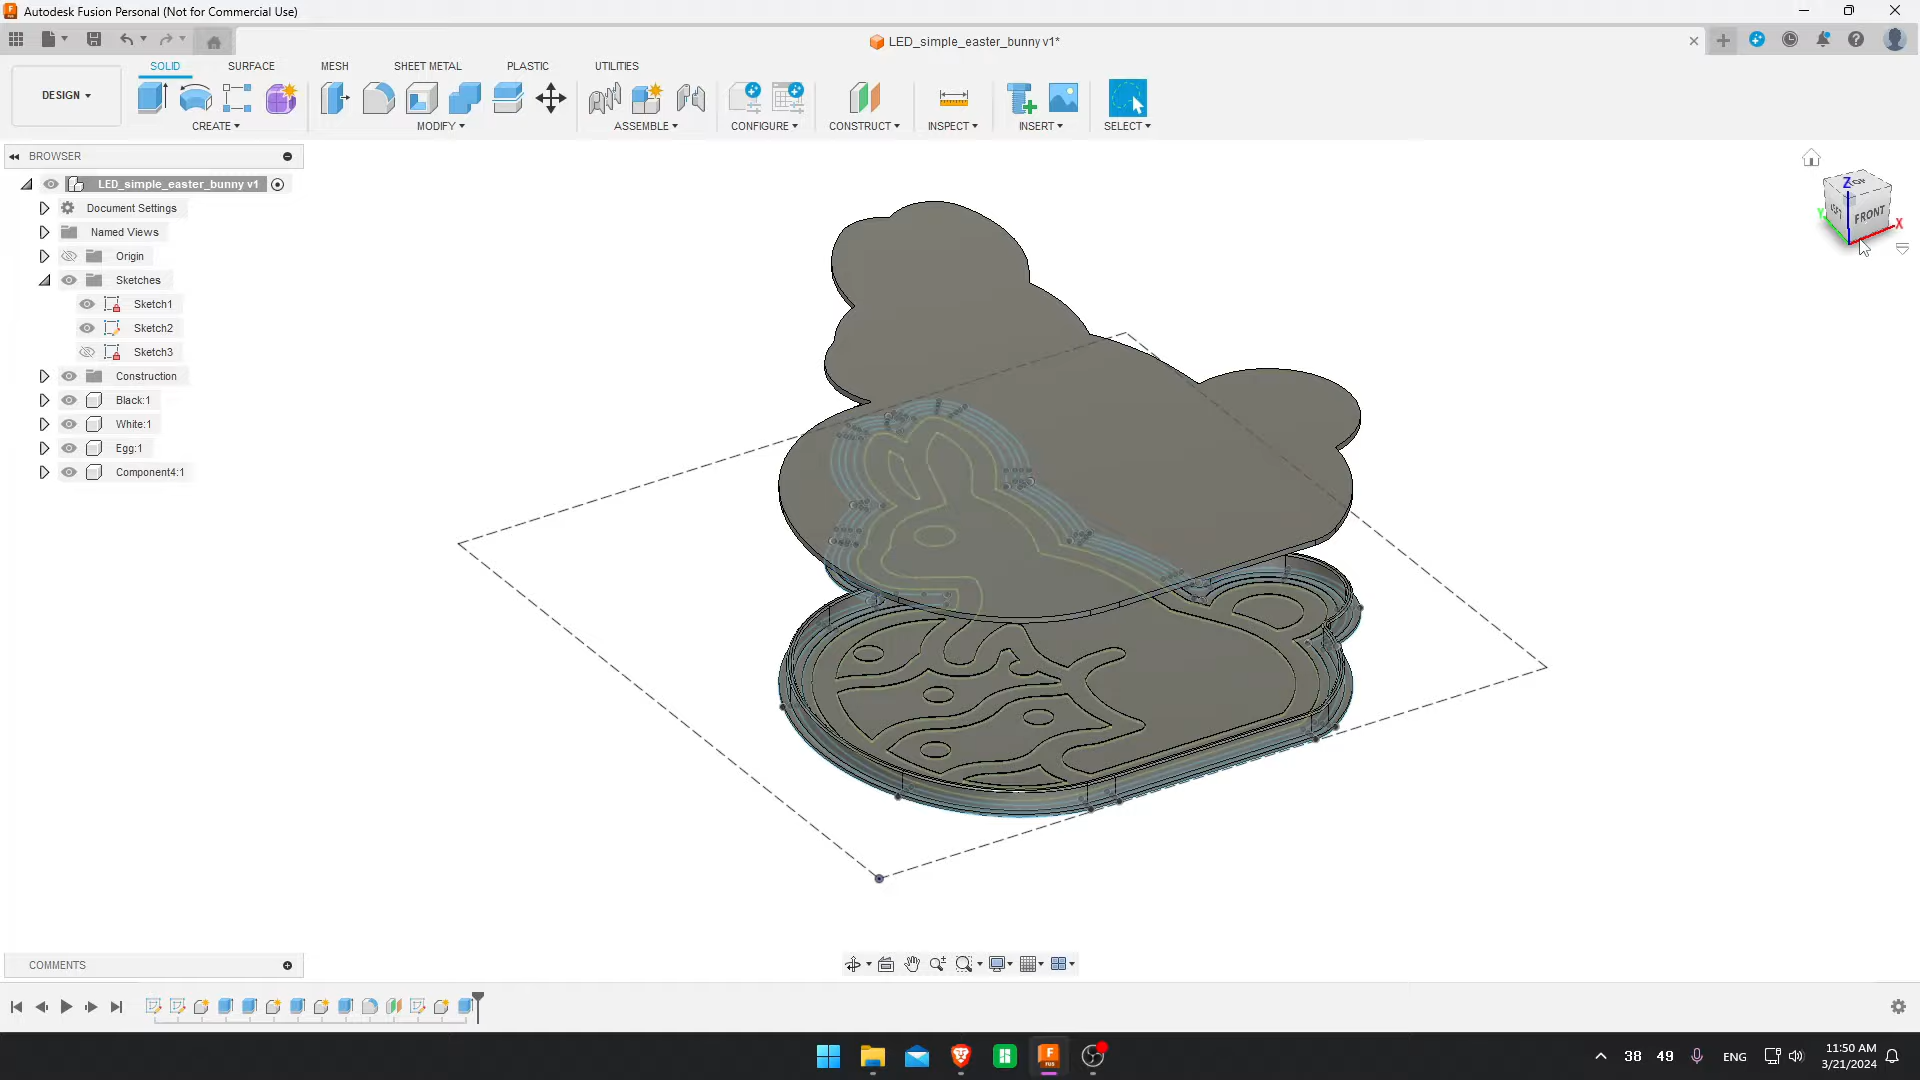 Autodesk Fusion Personal (Not for Commercial Use)
LED_simple_easter_bunny v1*
DESIGN
SOLID
SURFACE
MESH
SHEET METAL
PLASTIC
UTILITIES
CREATE
MODIFY
ASSEMBLE
CONFIGURE
CONSTRUCT
INSPECT
INSERT
SELECT
BROWSER
LED_simple_easter_bunny v1
Document Settings
Named Views
Origin
Sketches
Sketch1
Sketch2
Sketch3
Construction
Black:1
White:1
Egg:1
Component4:1
TOP
LEFT
FRONT
Z
Y
X
COMMENTS
38 49
ENG
11:50 AM
3/21/2024